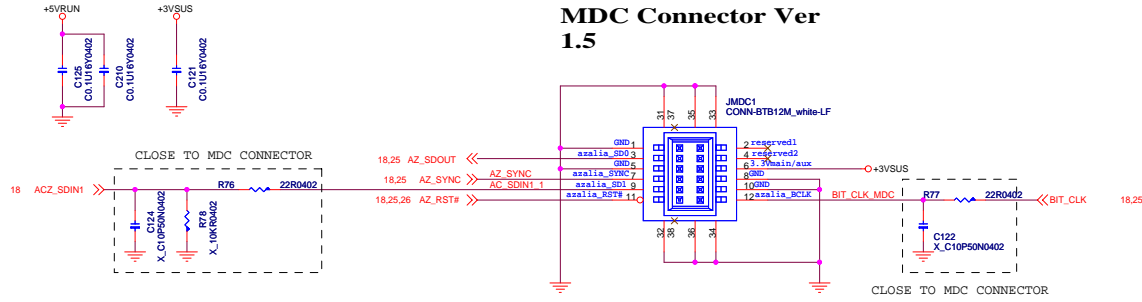 MDC Connector Ver
1.5
+5VRUN
+3VSUS
C125
C0.1U16Y0402
C210
C0.1U16Y0402
C121
C0.1U16Y0402
JMDC1
CONN-BTB12M_white-LF
31
37
35
33
GND 1
azalia_SD0 3
GND 5
azalia_SYNC 7
azalia_SD1 9
azalia_RST# 11
2 reserved1
4 reserved2
6 3.3Vmain/aux
8 GND
10 GND
12 azalia_BCLK
32
38
36
34
+3VSUS
18,25 AZ_SDOUT
18,25 AZ_SYNC
AZ_SYNC
AC_SDIN1_1
18,25,26 AZ_RST#
CLOSE TO MDC CONNECTOR
18 ACZ_SDIN1
R76
22R0402
C124
X_C10P50N0402
R78
X_10KR0402
BIT_CLK_MDC
R77
22R0402
BIT_CLK 18,25
C122
X_C10P50N0402
CLOSE TO MDC CONNECTOR